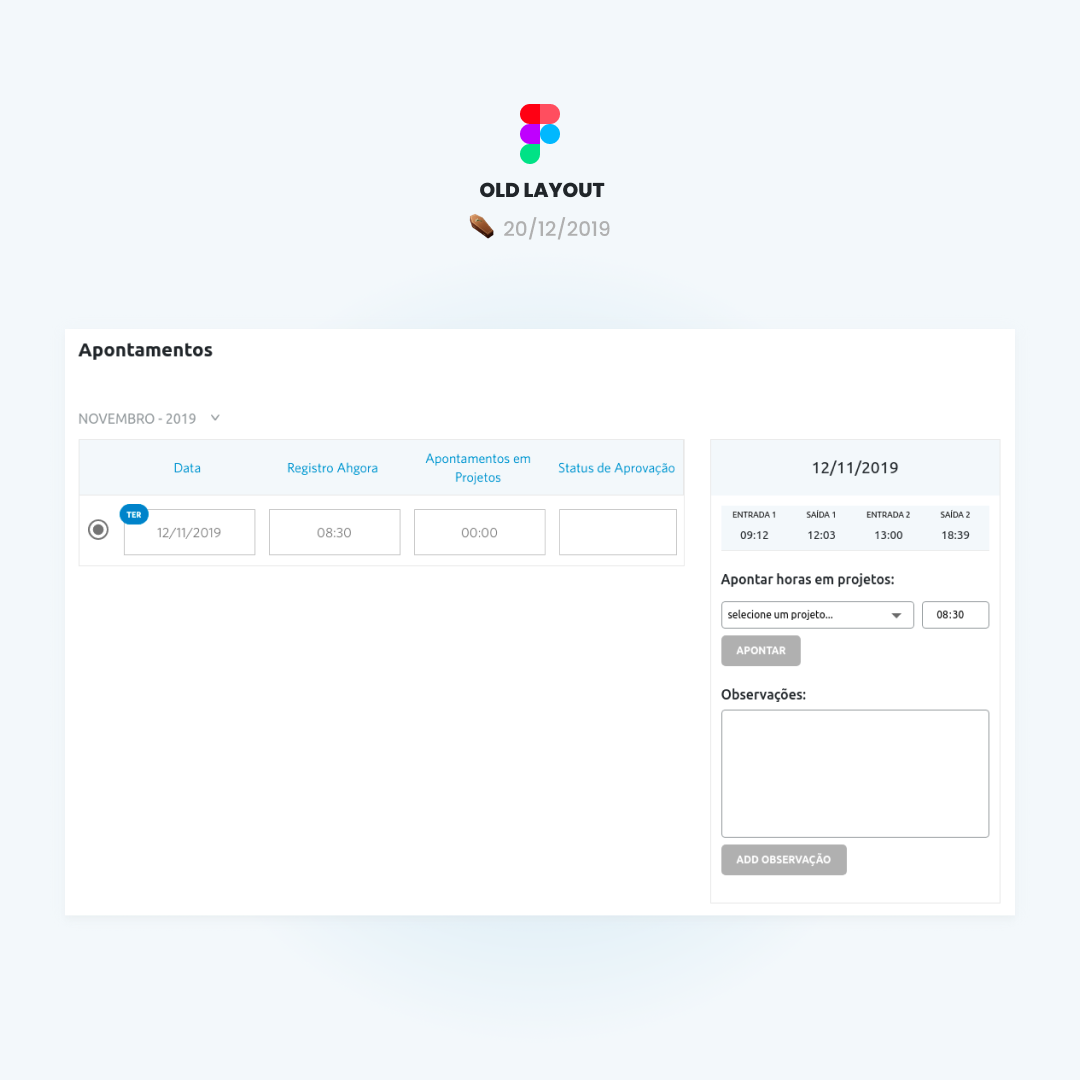 OLD LAYOUT
20/12/2019
Apontamentos
NOVEMBRO - 2019
Data
Registro Ahgora
Apontamentos em
Projetos
Status de Aprovação
TER
12/11/2019
08:30
00:00
12/11/2019
ENTRADA 1 SAÍDA 1 ENTRADA 2 SAÍDA 2
09:12 12:03 13:00 18:39
Apontar horas em projetos:
selecione um projeto... 08:30
APONTAR
Observações:
ADD OBSERVAÇÃO